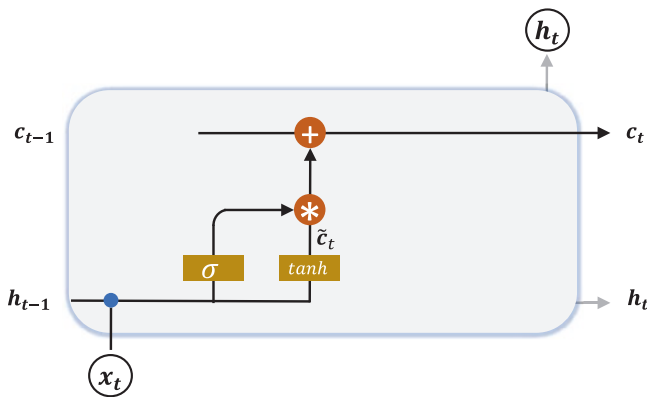 h_t
c_{t-1}
+
c_t
*
c̃_t
σ
tanh
h_{t-1}
h_t
x_t